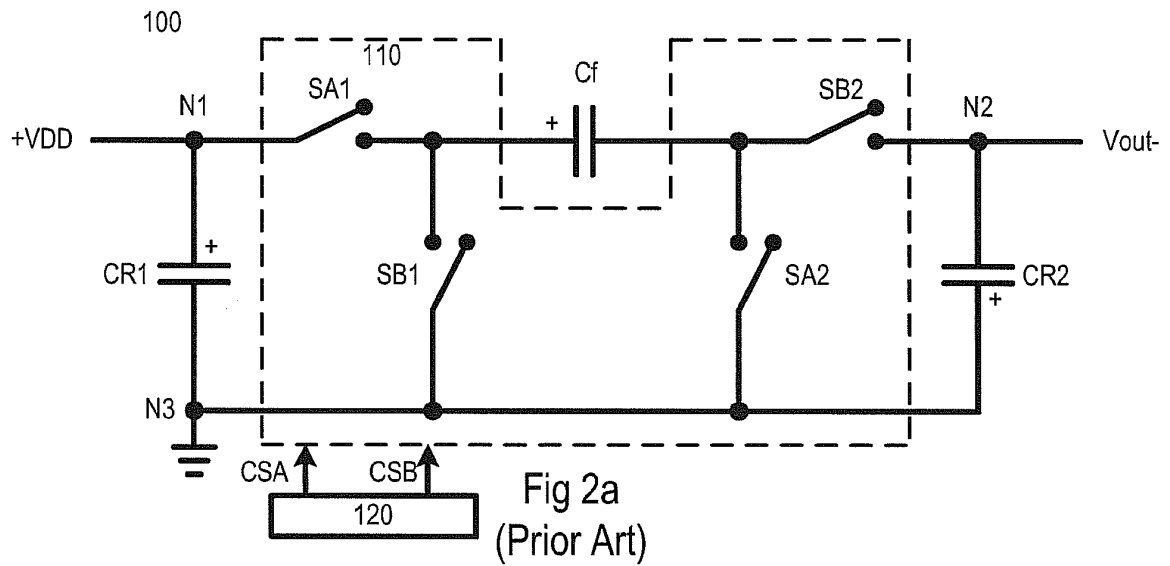 100
110
Cf
SA1
SB2
N1
N2
+VDD
+
Vout-
+
CR1
SB1
SA2
CR2
+
N3
CSA
CSB
120
Fig 2a
(Prior Art)